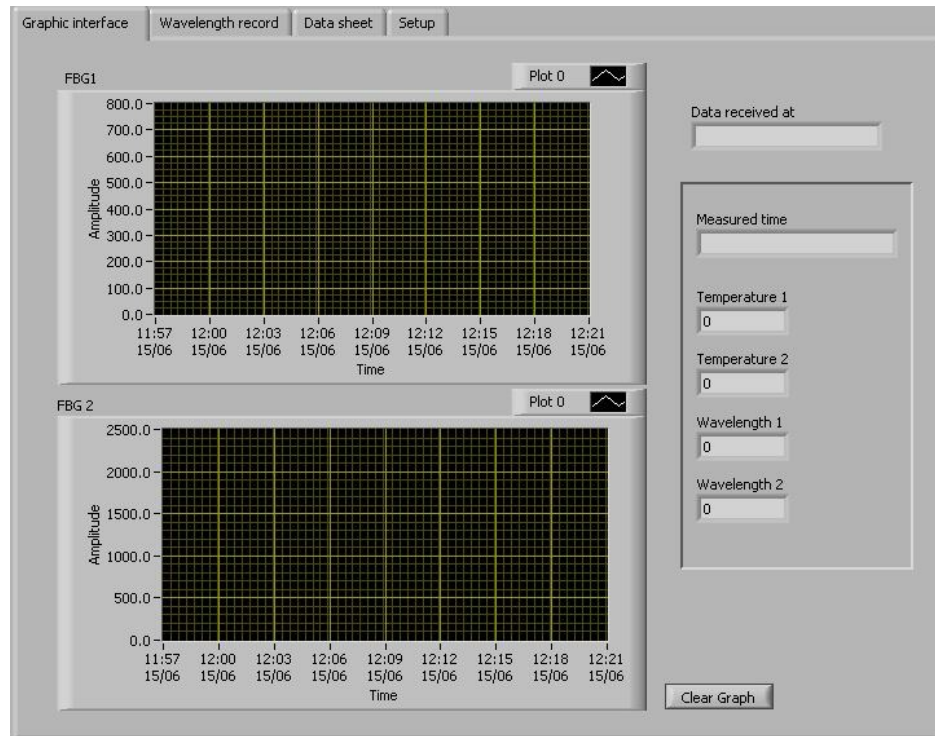 Graphic interface Wavelength record Data sheet Setup
FBG1
Plot 0
800.0
700.0
600.0
500.0
400.0
300.0
200.0
100.0
0.0
Amplitude
11:57 12:00 12:03 12:06 12:09 12:12 12:15 12:18 12:21
15/06 15/06 15/06 15/06 15/06 15/06 15/06 15/06 15/06
Time
FBG 2
Plot 0
2500.0
2000.0
1500.0
1000.0
500.0
0.0
Amplitude
11:57 12:00 12:03 12:06 12:09 12:12 12:15 12:18 12:21
15/06 15/06 15/06 15/06 15/06 15/06 15/06 15/06 15/06
Time
Data received at
Measured time
Temperature 1
0
Temperature 2
0
Wavelength 1
0
Wavelength 2
0
Clear Graph